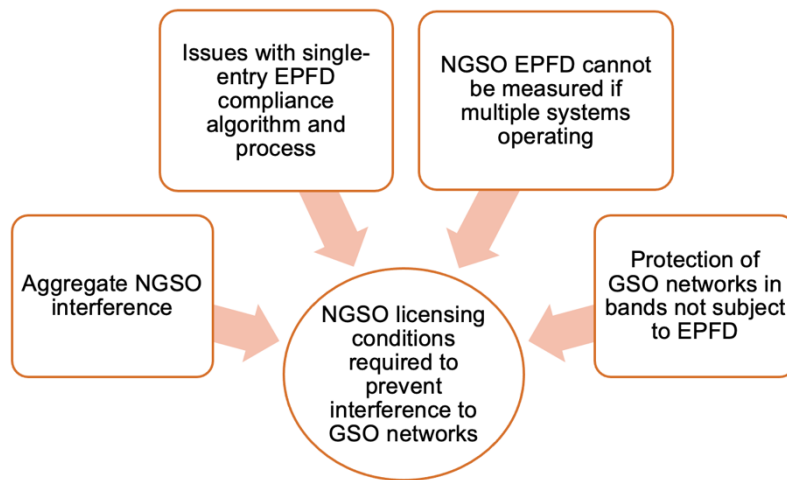 Issues with single-
entry EPFD
compliance
algorithm and
process
NGSO EPFD cannot
be measured if
multiple systems
operating
Aggregate NGSO
interference
Protection of
GSO networks in
bands not subject
to EPFD
NGSO licensing
conditions
required to
prevent
interference to
GSO networks